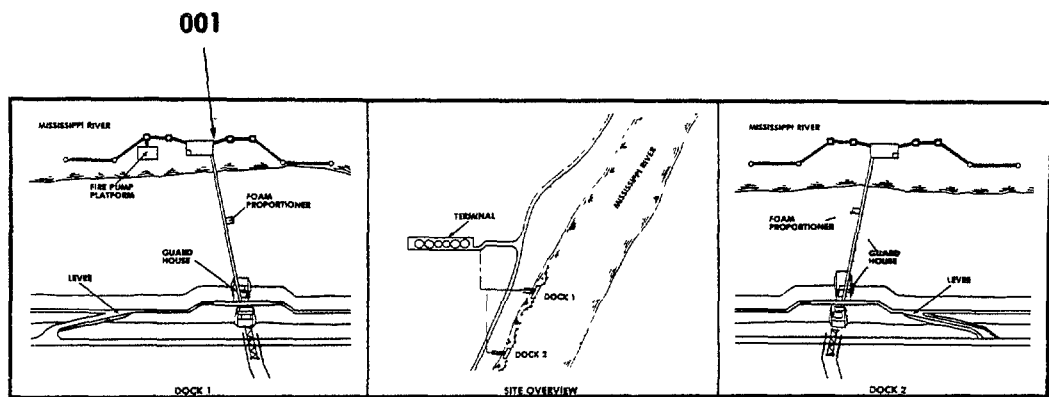 001
MISSISSIPPI RIVER
FIRE PUMP
PLATFORM
FOAM
PROPORTIONER
GUARD
HOUSE
LEVEE
DOCK 1
MISSISSIPPI RIVER
TERMINAL
DOCK 1
DOCK 2
SITE OVERVIEW
MISSISSIPPI RIVER
FOAM
PROPORTIONER
GUARD
HOUSE
LEVEE
DOCK 2